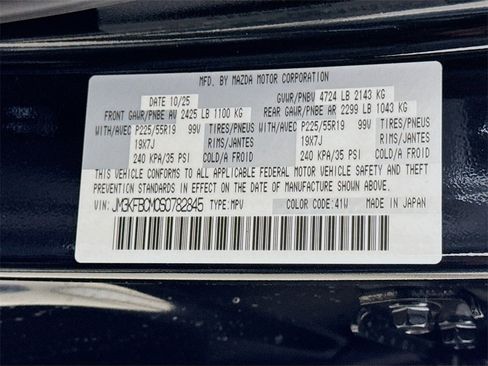 MFD. BY MAZDA MOTOR CORPORATION
DATE 10/25 GVWR/PNBV 4724 LB 2143 KG
FRONT GAWR/PNBE AV 2425 LB 1100 KG REAR GAWR/PNBE AR 2299 LB 1043 KG
WITH/AVEC P225/55R19 99V TIRES/PNEU WITH/AVEC P225/55R19 99V TIRES/PNEU
19X7J RIMS/JANTES 19X7J RIMS/JANTES
240 KPA/35 PSI COLD/A FROID 240 KPA/35 PSI COLD/A FROID
THIS VEHICLE CONFORMS TO ALL APPLICABLE FEDERAL MOTOR VEHICLE SAFETY AND THEFT
PREVENTION STANDARDS IN EFFECT ON THE DATE OF MANUFACTURE SHOWN ABOVE.
VIN: JM3KFBCM0S0782845 TYPE: MPV COLOR CODE: 41W MADE IN JAPAN